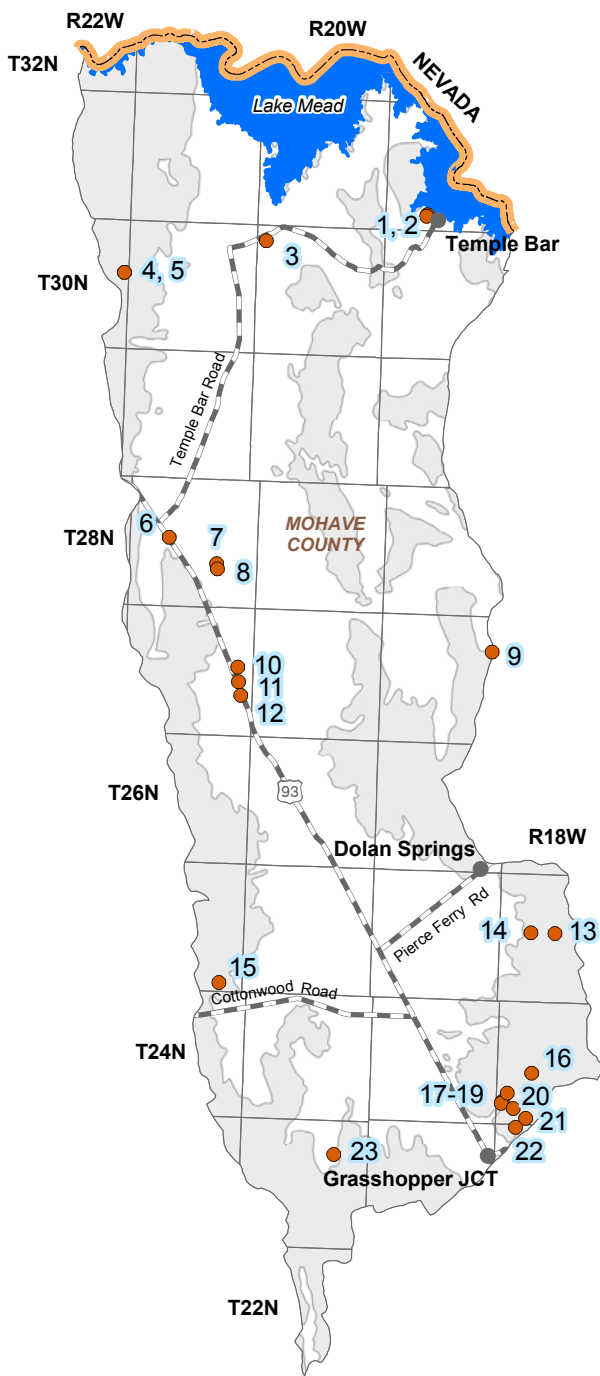 R22W
R20W
T32N
NEVADA
Lake Mead
1, 2
Temple Bar
3
4, 5
T30N
Temple Bar Road
6
7
MOHAVE
COUNTY
T28N
8
9
10
11
12
93
T26N
Dolan Springs
R18W
Pierce Ferry Rd
14
13
15
Cottonwood Road
T24N
16
17-19
20
21
22
23
Grasshopper JCT
T22N